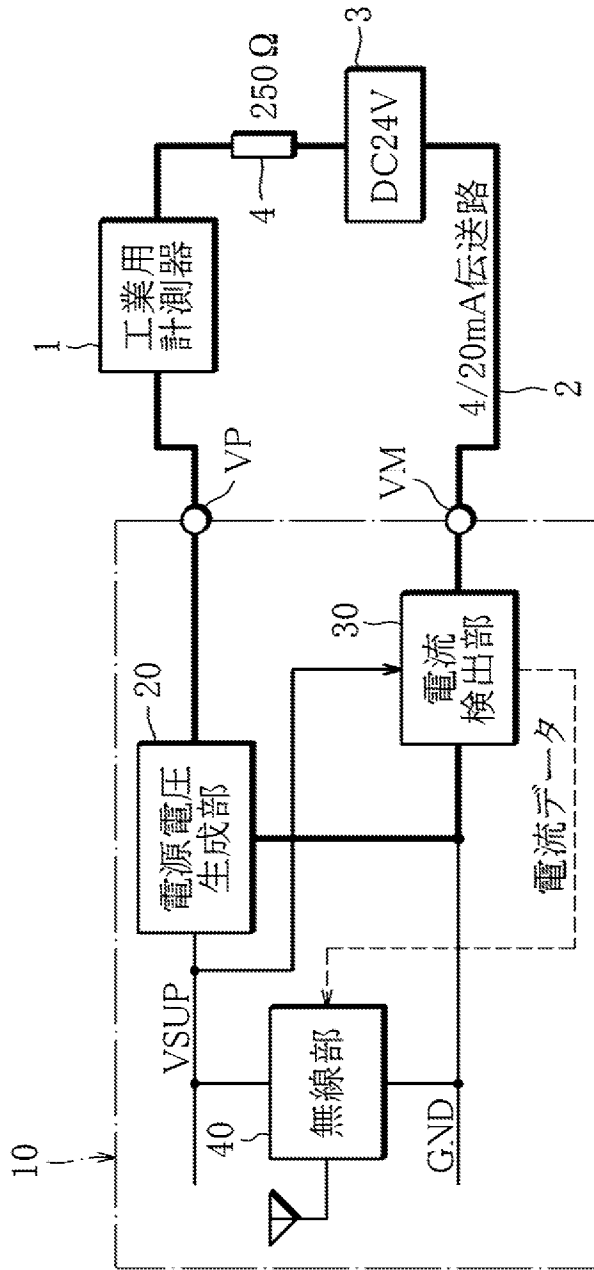 10
VSUP
20
電源電圧
生成部
VP
1
工業用
計測器
4
250Ω
3
DC24V
40
無線部
GND
電流データ
30
電流
検出部
VM
4/20mA伝送路
2